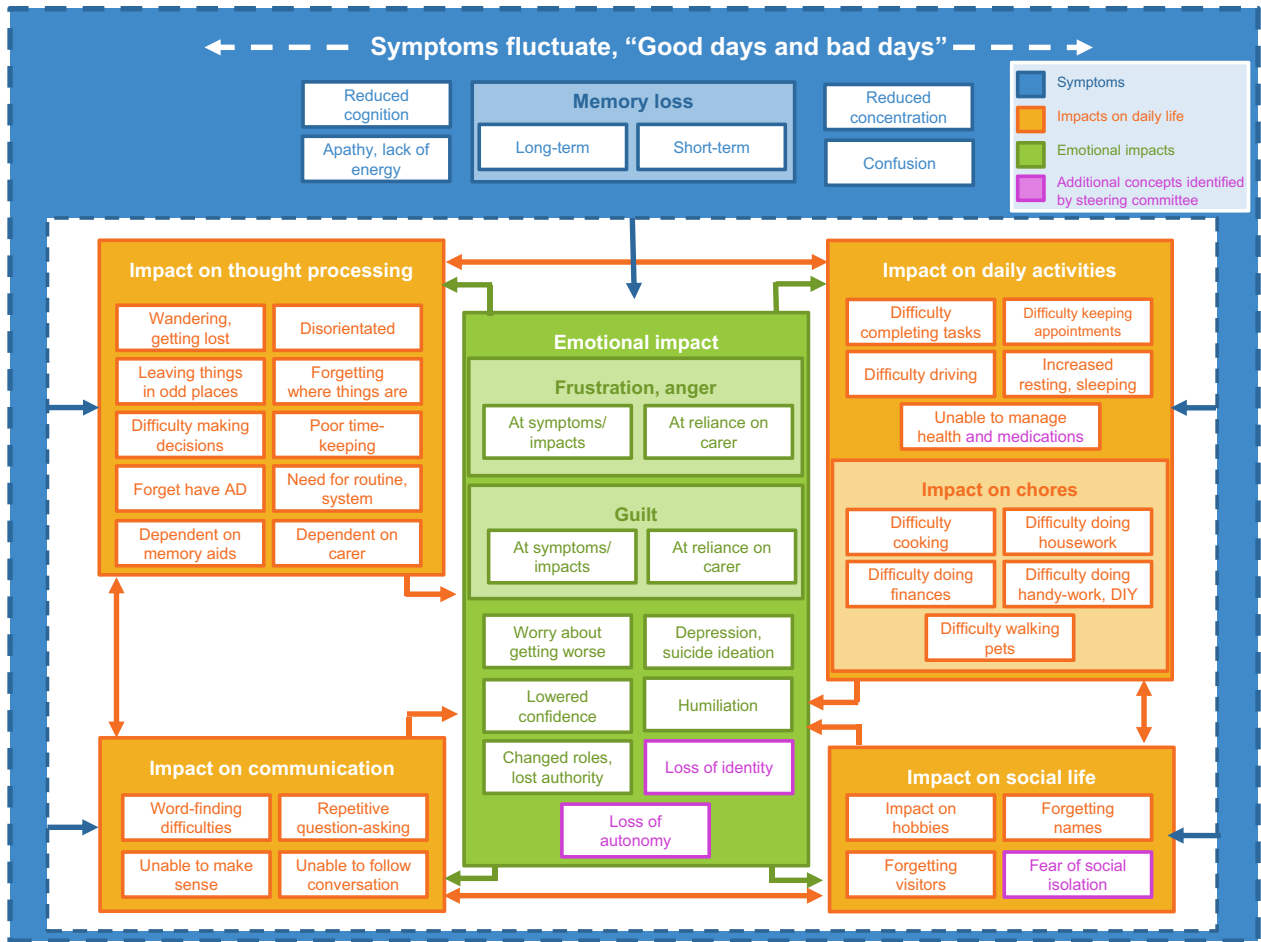 Symptoms fluctuate, “Good days and bad days”
Reduced
cognition
Apathy, lack of
energy
Memory loss
Long-term
Short-term
Reduced
concentration
Confusion
Symptoms
Impacts on daily life
Emotional impacts
Additional concepts identified
by steering committee
Impact on thought processing
Wandering,
getting lost
Disorientated
Leaving things
in odd places
Forgetting
where things are
Difficulty making
decisions
Poor time-
keeping
Forget have AD
Need for routine,
system
Dependent on
memory aids
Dependent on
carer
Emotional impact
Frustration, anger
At symptoms/
impacts
At reliance on
carer
Guilt
At symptoms/
impacts
At reliance on
carer
Worry about
getting worse
Depression,
suicide ideation
Lowered
confidence
Humiliation
Changed roles,
lost authority
Loss of identity
Loss of
autonomy
Impact on daily activities
Difficulty
completing tasks
Difficulty keeping
appointments
Difficulty driving
Increased
resting, sleeping
Unable to manage
health and medications
Impact on chores
Difficulty
cooking
Difficulty doing
housework
Difficulty doing
finances
Difficulty doing
handy-work, DIY
Difficulty walking
pets
Impact on communication
Word-finding
difficulties
Repetitive
question-asking
Unable to make
sense
Unable to follow
conversation
Impact on social life
Impact on
hobbies
Forgetting
names
Forgetting
visitors
Fear of social
isolation